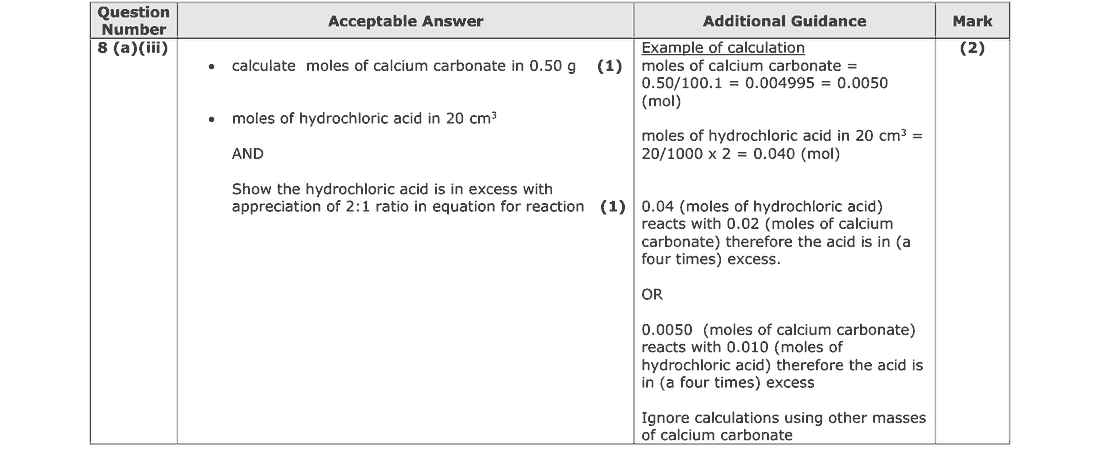 Question Number
Acceptable Answer
Additional Guidance
Mark
8 (a)(iii)
• calculate moles of calcium carbonate in 0.50 g (1)
• moles of hydrochloric acid in 20 cm³
AND
Show the hydrochloric acid is in excess with
appreciation of 2:1 ratio in equation for reaction (1)
Example of calculation
moles of calcium carbonate =
0.50/100.1 = 0.004995 = 0.0050
(mol)
moles of hydrochloric acid in 20 cm³ =
20/1000 x 2 = 0.040 (mol)
0.04 (moles of hydrochloric acid)
reacts with 0.02 (moles of calcium
carbonate) therefore the acid is in (a
four times) excess.
OR
0.0050 (moles of calcium carbonate)
reacts with 0.010 (moles of
hydrochloric acid) therefore the acid is
in (a four times) excess
Ignore calculations using other masses
of calcium carbonate
(2)